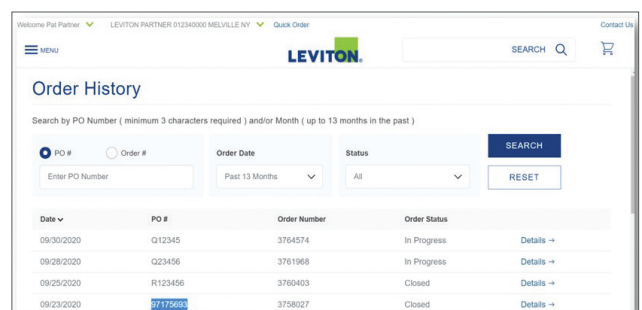 Welcome Pat Partner LEVITON PARTNER 012340000 MELVILLE NY Quick Order Contact Us
MENU LEVITON. SEARCH
Order History
Search by PO Number ( minimum 3 characters required ) and/or Month ( up to 13 months in the past )
PO # Order # Order Date Status SEARCH
Enter PO Number Past 13 Months All RESET
Date PO # Order Number Order Status
09/30/2020 Q12345 3764574 In Progress Details →
09/28/2020 Q23456 3761968 In Progress Details →
09/25/2020 R123456 3760403 Closed Details →
09/23/2020 97175693 3758027 Closed Details →